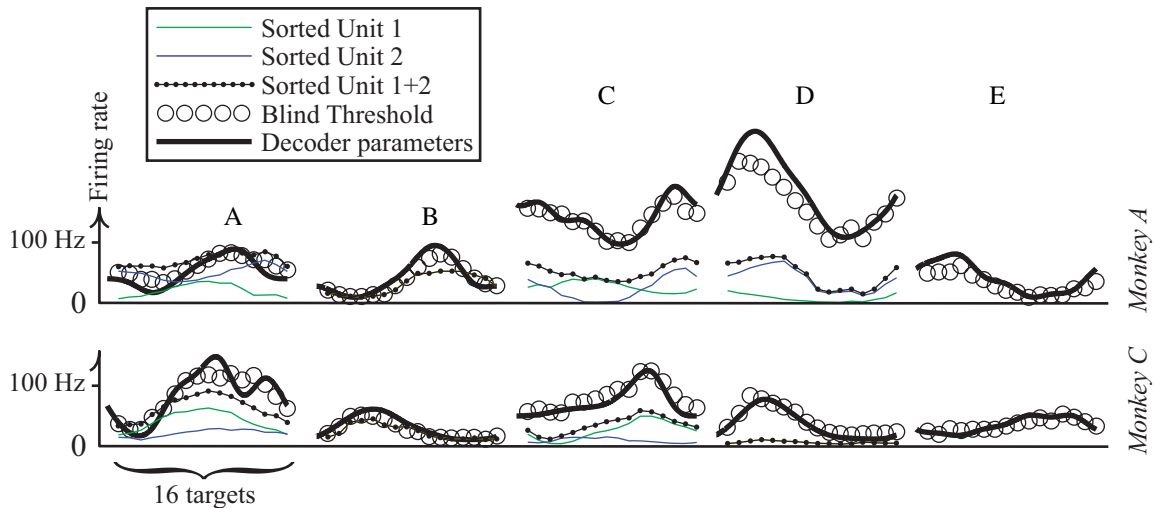 Sorted Unit 1
Sorted Unit 2
Sorted Unit 1+2
Blind Threshold
Decoder parameters
Firing rate
A
B
C
D
E
100 Hz
0
Monkey A
100 Hz
0
Monkey C
16 targets